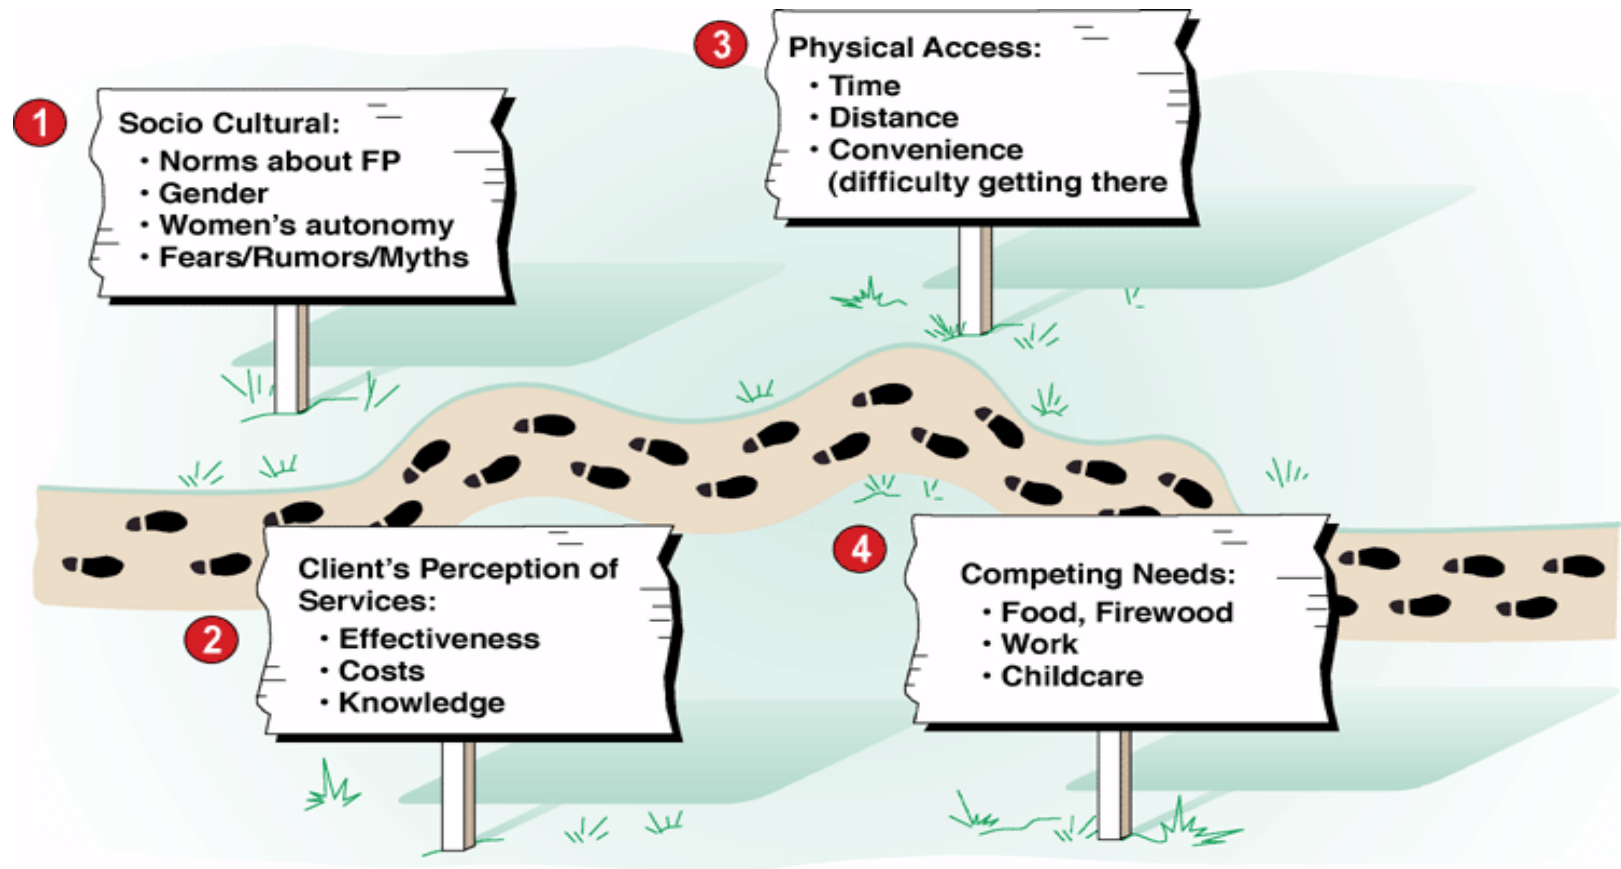 1
Socio Cultural:
• Norms about FP
• Gender
• Women's autonomy
• Fears/Rumors/Myths
2
Client's Perception of
Services:
• Effectiveness
• Costs
• Knowledge
3
Physical Access:
• Time
• Distance
• Convenience
(difficulty getting there
4
Competing Needs:
• Food, Firewood
• Work
• Childcare